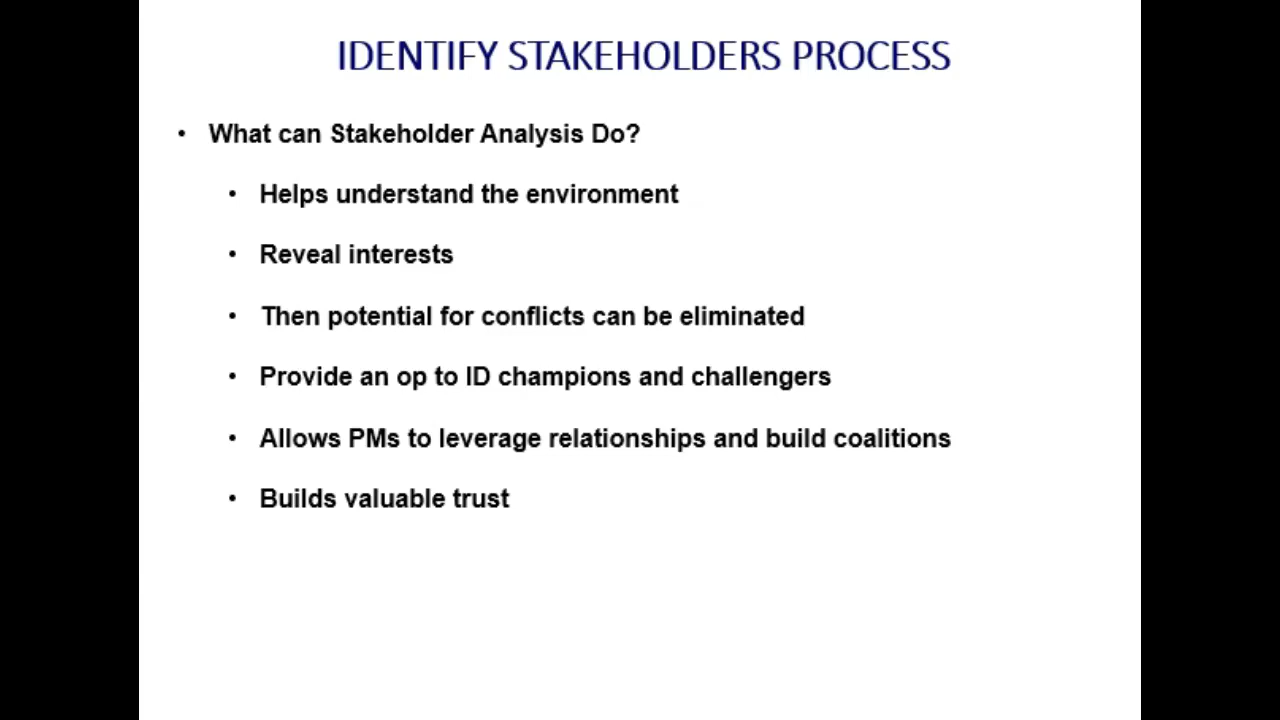 IDENTIFY STAKEHOLDERS PROCESS
• What can Stakeholder Analysis Do?
• Helps understand the environment
• Reveal interests
• Then potential for conflicts can be eliminated
• Provide an op to ID champions and challengers
• Allows PMs to leverage relationships and build coalitions
• Builds valuable trust